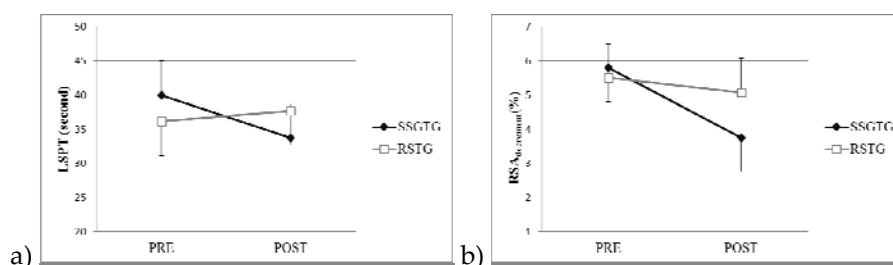 a)
LSPT (second)
50
45
40
35
30
25
20
PRE POST
SSGTG
RSTG
b)
RSAdecrement(%)
7
6
5
4
3
2
1
PRE POST
SSGTG
RSTG